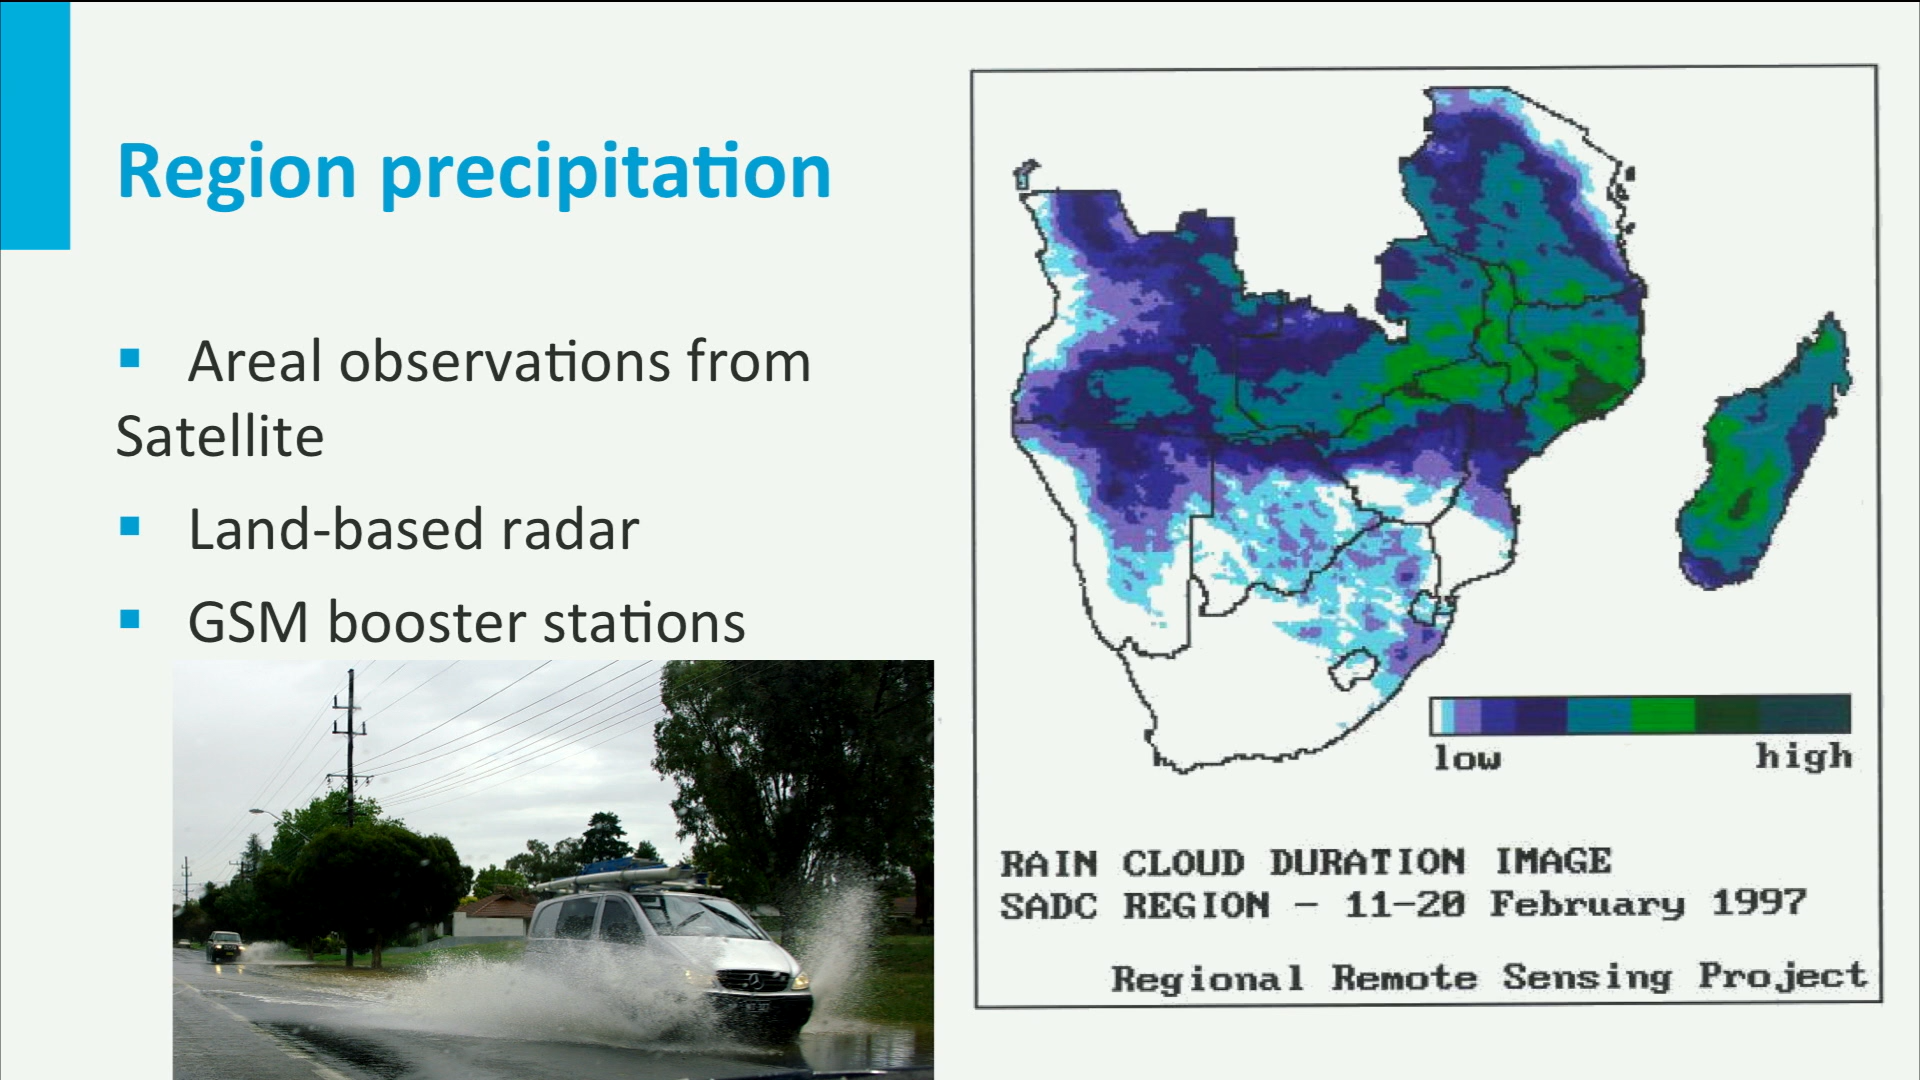 Region precipitation
Areal observations from
Satellite
Land-based radar
GSM booster stations
low high
RAIN CLOUD DURATION IMAGE
SADC REGION - 11-20 February 1997
Regional Remote Sensing Project